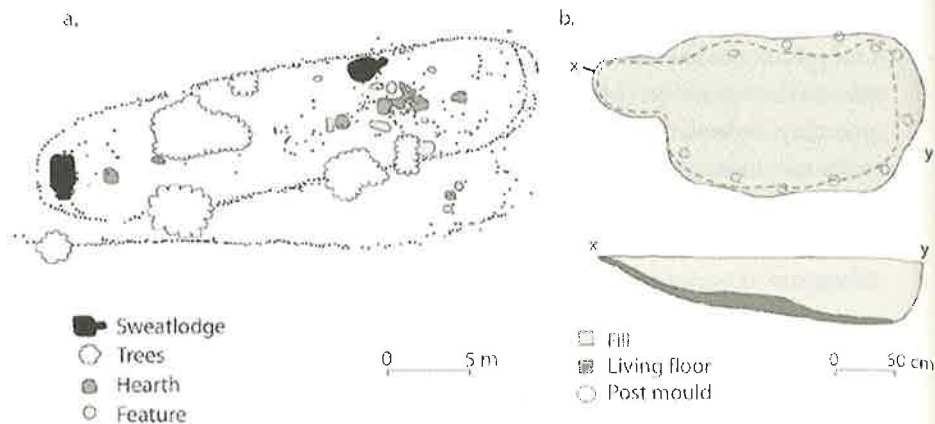 a.
b.
x
y
x
y
Sweatlodge
Trees
Hearth
Feature
0 5 m
Fill
Living floor
Post mould
0 50 cm